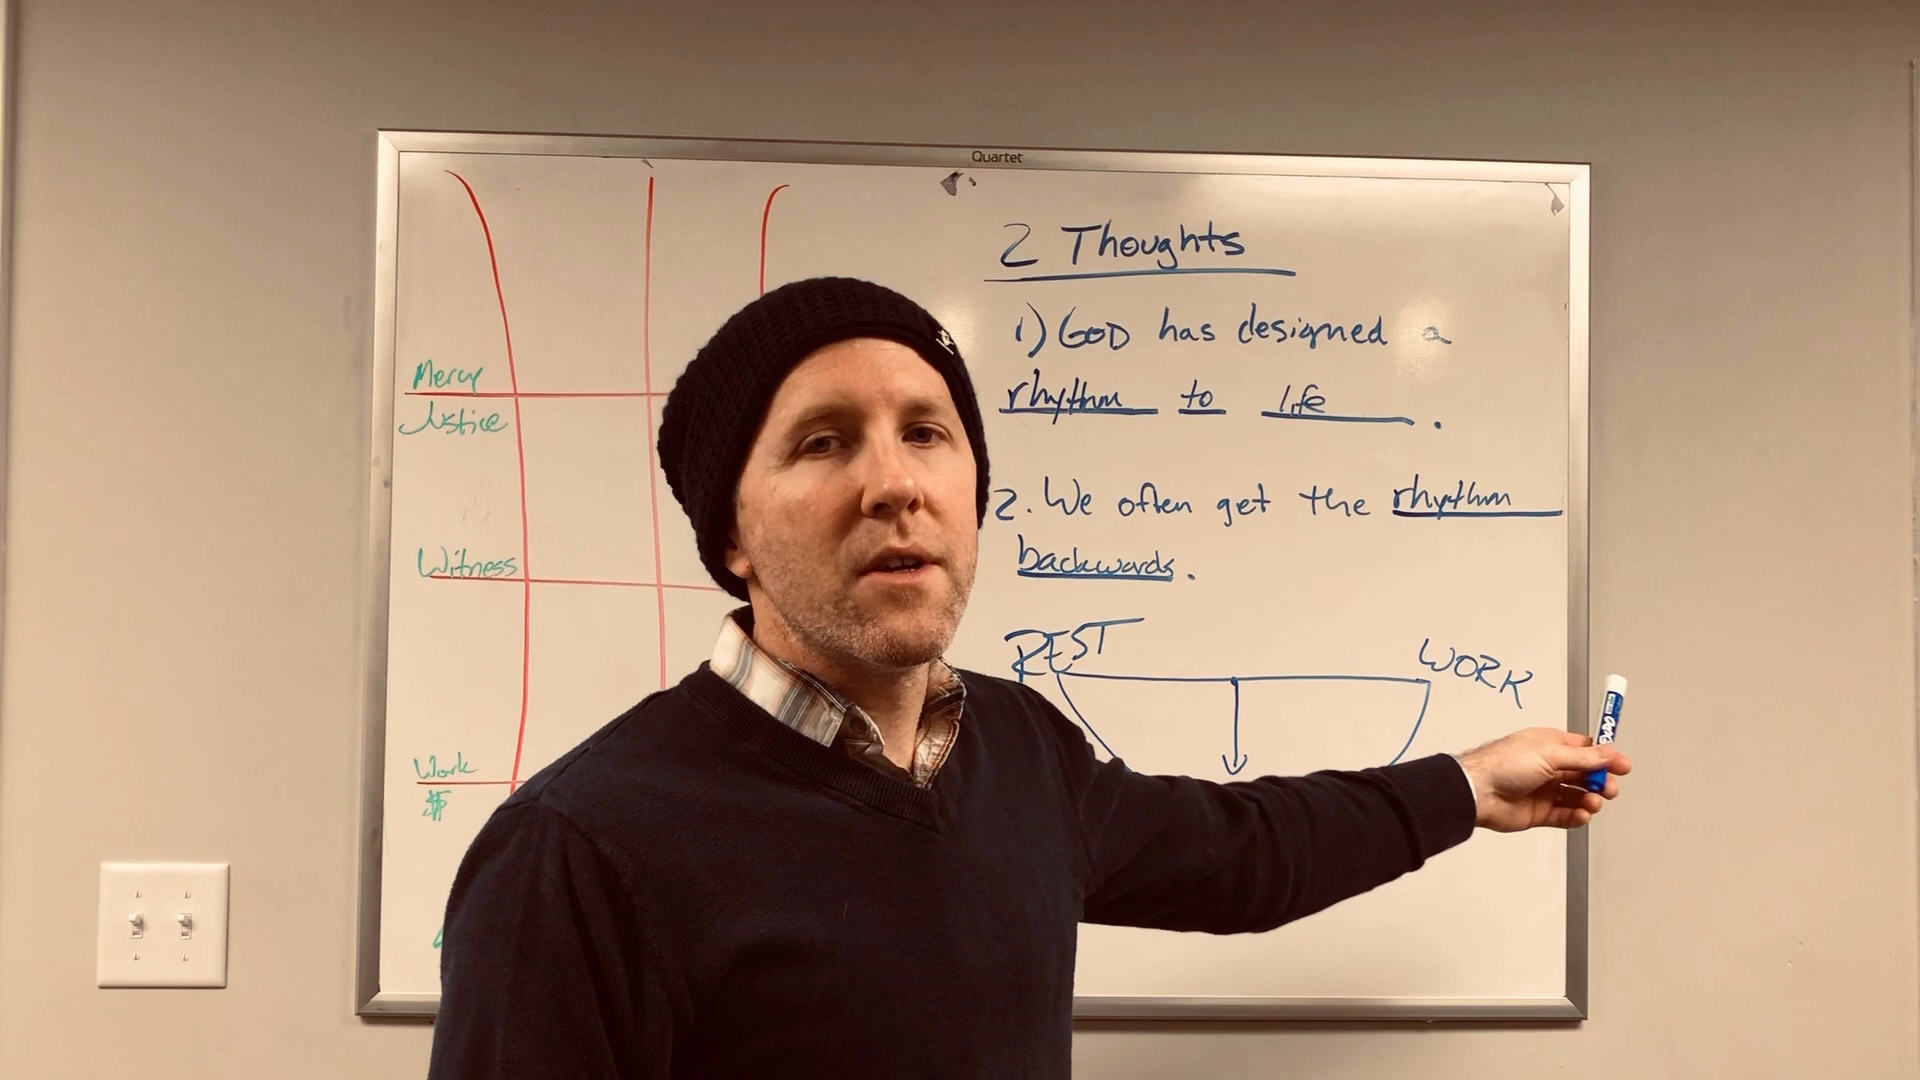 Quartet
Mercy
Justice
Witness
Work
$
2 Thoughts
1) GOD has designed a
rhythm to life.
2. We often get the rhythm
backwards.
REST
WORK
EXPO